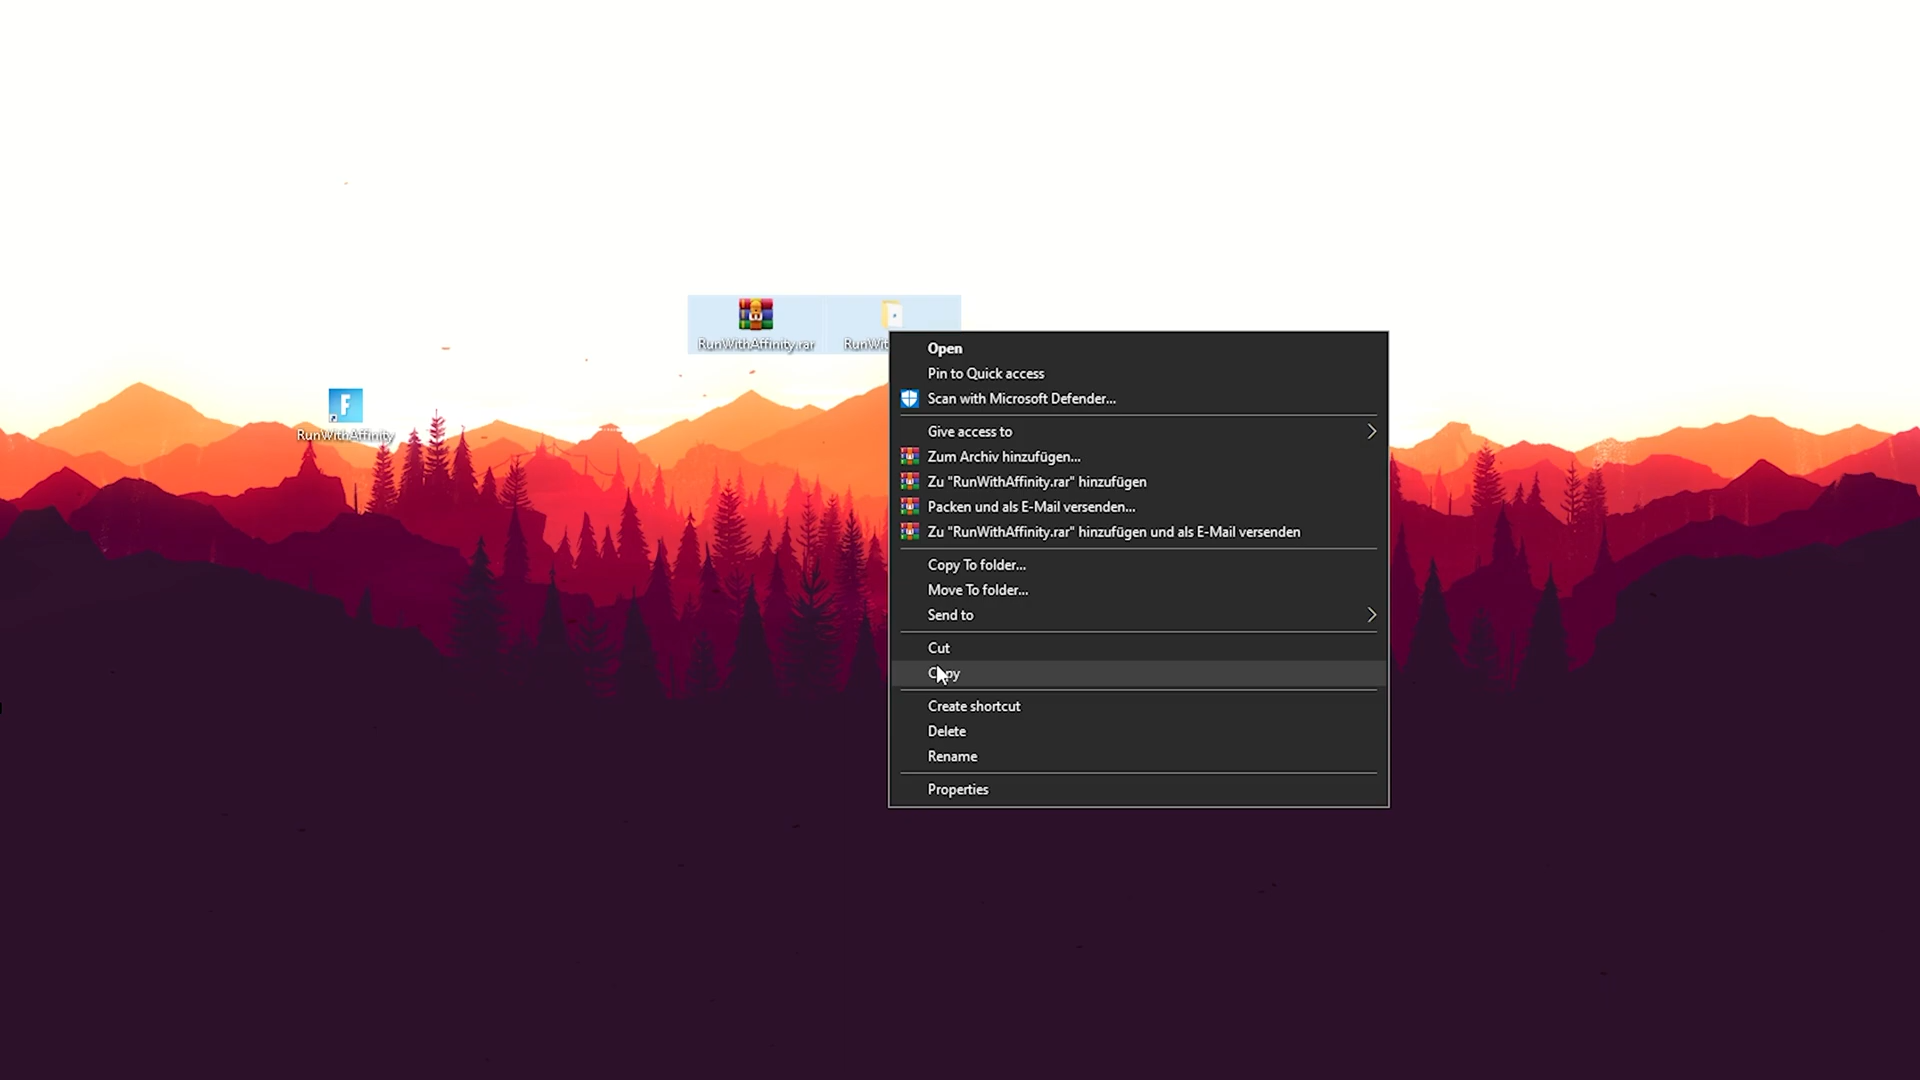 RunWithAffinity.rar
RunWit
F
RunWithAffinity
Open
Pin to Quick access
Scan with Microsoft Defender...
Give access to
Zum Archiv hinzufügen...
Zu "RunWithAffinity.rar" hinzufügen
Packen und als E-Mail versenden...
Zu "RunWithAffinity.rar" hinzufügen und als E-Mail versenden
Copy To folder...
Move To folder...
Send to
Cut
Copy
Create shortcut
Delete
Rename
Properties